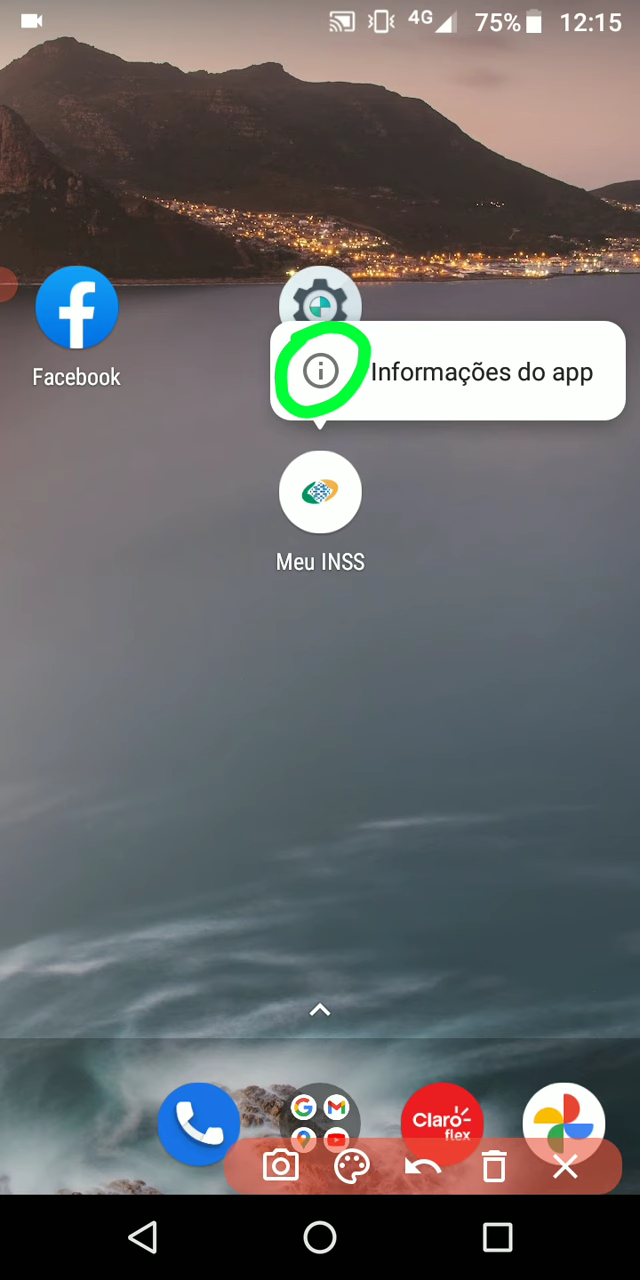 4G 75% 12:15
Informações do app
Facebook
Meu INSS
Claro
flex